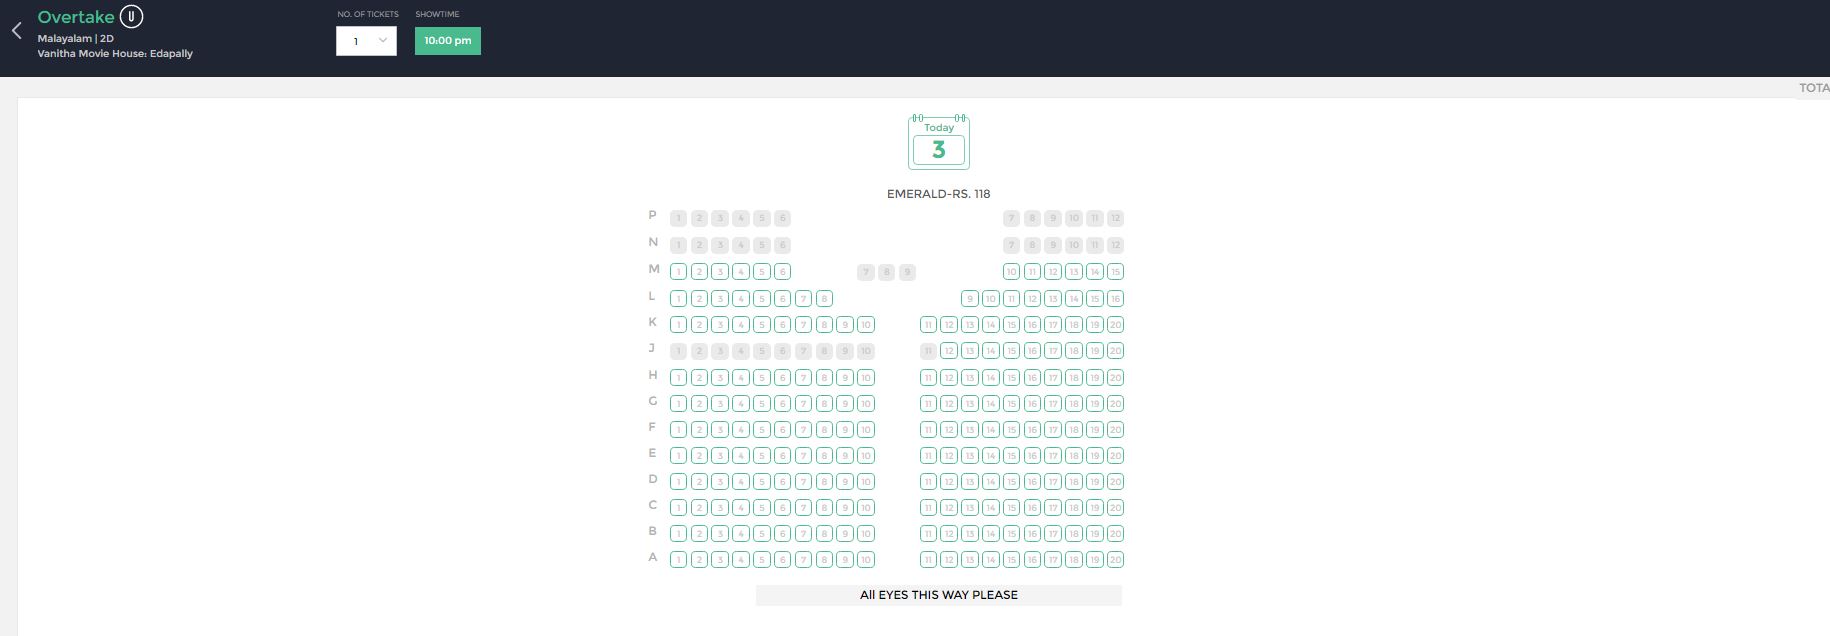 Overtake U
Malayalam | 2D
Vanitha Movie House: Edapally
NO. OF TICKETS SHOWTIME
1 10:00 pm
TOTA
Today
3
EMERALD-RS. 118
P 1 2 3 4 5 6 7 8 9 10 11 12
N 1 2 3 4 5 6 7 8 9 10 11 12
M 1 2 3 4 5 6 7 8 9 10 11 12 13 14 15
L 1 2 3 4 5 6 7 8 9 10 11 12 13 14 15 16
K 1 2 3 4 5 6 7 8 9 10 11 12 13 14 15 16 17 18 19 20
J 1 2 3 4 5 6 7 8 9 10 11 12 13 14 15 16 17 18 19 20
H 1 2 3 4 5 6 7 8 9 10 11 12 13 14 15 16 17 18 19 20
G 1 2 3 4 5 6 7 8 9 10 11 12 13 14 15 16 17 18 19 20
F 1 2 3 4 5 6 7 8 9 10 11 12 13 14 15 16 17 18 19 20
E 1 2 3 4 5 6 7 8 9 10 11 12 13 14 15 16 17 18 19 20
D 1 2 3 4 5 6 7 8 9 10 11 12 13 14 15 16 17 18 19 20
C 1 2 3 4 5 6 7 8 9 10 11 12 13 14 15 16 17 18 19 20
B 1 2 3 4 5 6 7 8 9 10 11 12 13 14 15 16 17 18 19 20
A 1 2 3 4 5 6 7 8 9 10 11 12 13 14 15 16 17 18 19 20
All EYES THIS WAY PLEASE